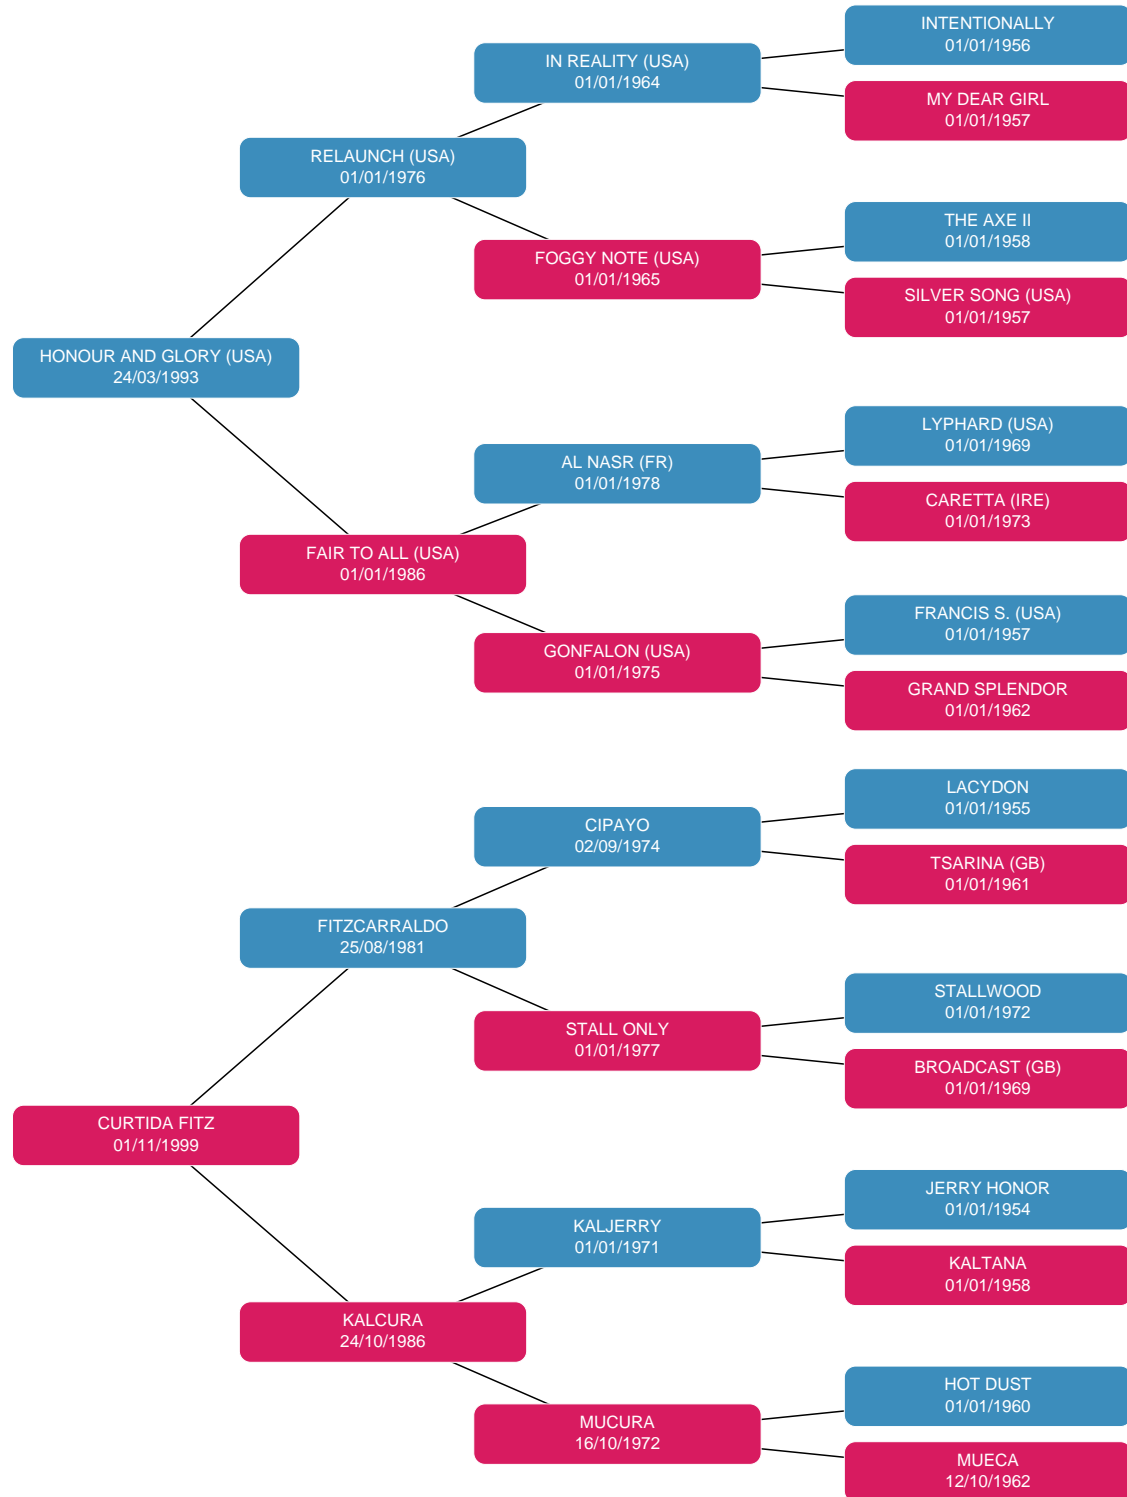 INTENTIONALLY
01/01/1956
IN REALITY (USA)
01/01/1964
MY DEAR GIRL
01/01/1957
RELAUNCH (USA)
01/01/1976
THE AXE II
01/01/1958
FOGGY NOTE (USA)
01/01/1965
SILVER SONG (USA)
01/01/1957
HONOUR AND GLORY (USA)
24/03/1993
LYPHARD (USA)
01/01/1969
AL NASR (FR)
01/01/1978
CARETTA (IRE)
01/01/1973
FAIR TO ALL (USA)
01/01/1986
FRANCIS S. (USA)
01/01/1957
GONFALON (USA)
01/01/1975
GRAND SPLENDOR
01/01/1962
LACYDON
01/01/1955
CIPAYO
02/09/1974
TSARINA (GB)
01/01/1961
FITZCARRALDO
25/08/1981
STALLWOOD
01/01/1972
STALL ONLY
01/01/1977
BROADCAST (GB)
01/01/1969
CURTIDA FITZ
01/11/1999
JERRY HONOR
01/01/1954
KALJERRY
01/01/1971
KALTANA
01/01/1958
KALCURA
24/10/1986
HOT DUST
01/01/1960
MUCURA
16/10/1972
MUECA
12/10/1962